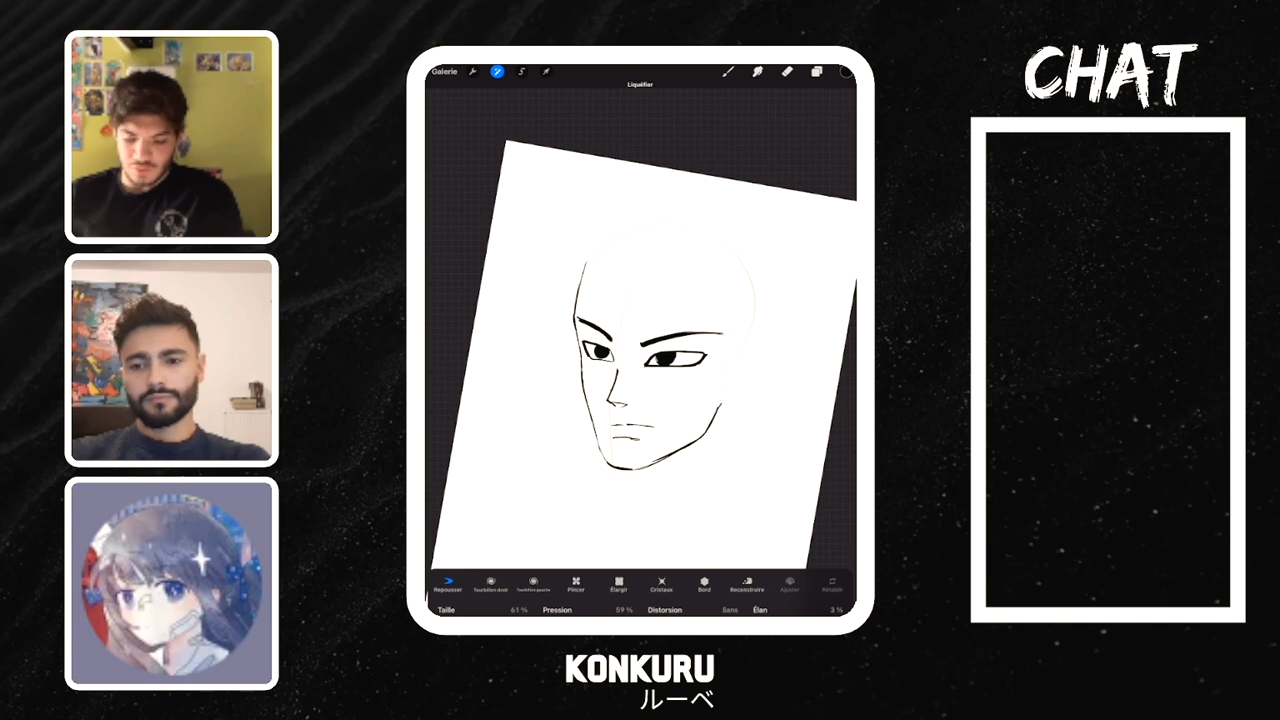 CHAT
Galerie
Liquéfier
Repousser Tourbillon droit Tourbillon gauche Pincer Élargir Cristaux Bord Reconstruire Ajuster Rétablir
Taille 61 % Pression 59 % Distorsion Sans Élan 3 %
KONKURU
ルーベ